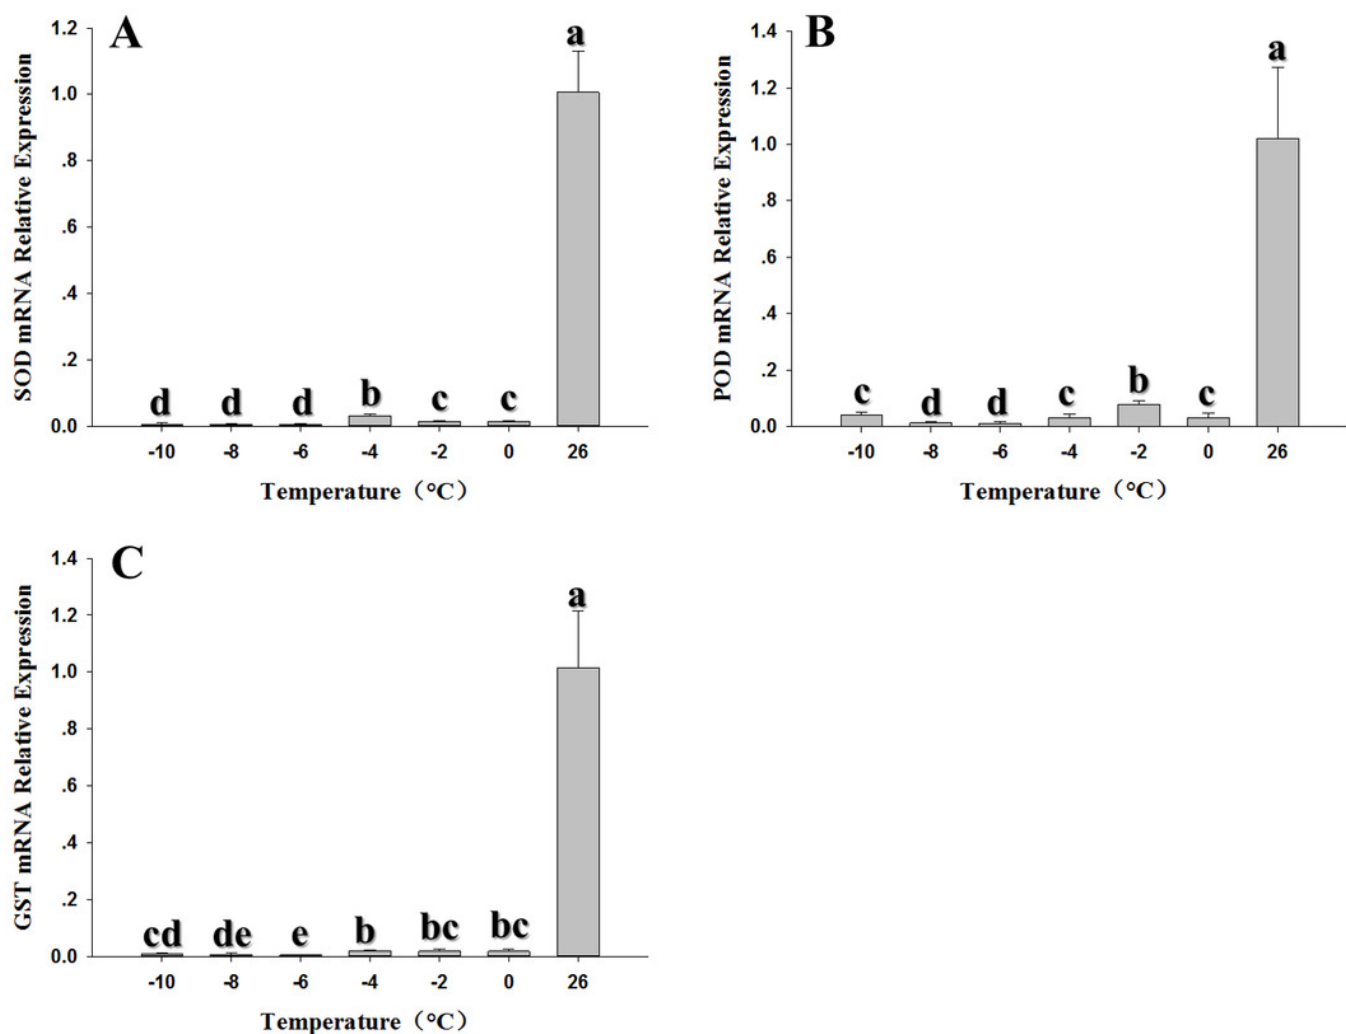 A
SOD mRNA Relative Expression
1.2
1.0
.8
.6
.4
.2
0.0
d d d b c c a
-10 -8 -6 -4 -2 0 26
Temperature（°C）
B
POD mRNA Relative Expression
1.4
1.2
1.0
.8
.6
.4
.2
0.0
c d d c b c a
-10 -8 -6 -4 -2 0 26
Temperature（°C）
C
GST mRNA Relative Expression
1.4
1.2
1.0
.8
.6
.4
.2
0.0
cd de e b bc bc a
-10 -8 -6 -4 -2 0 26
Temperature（°C）